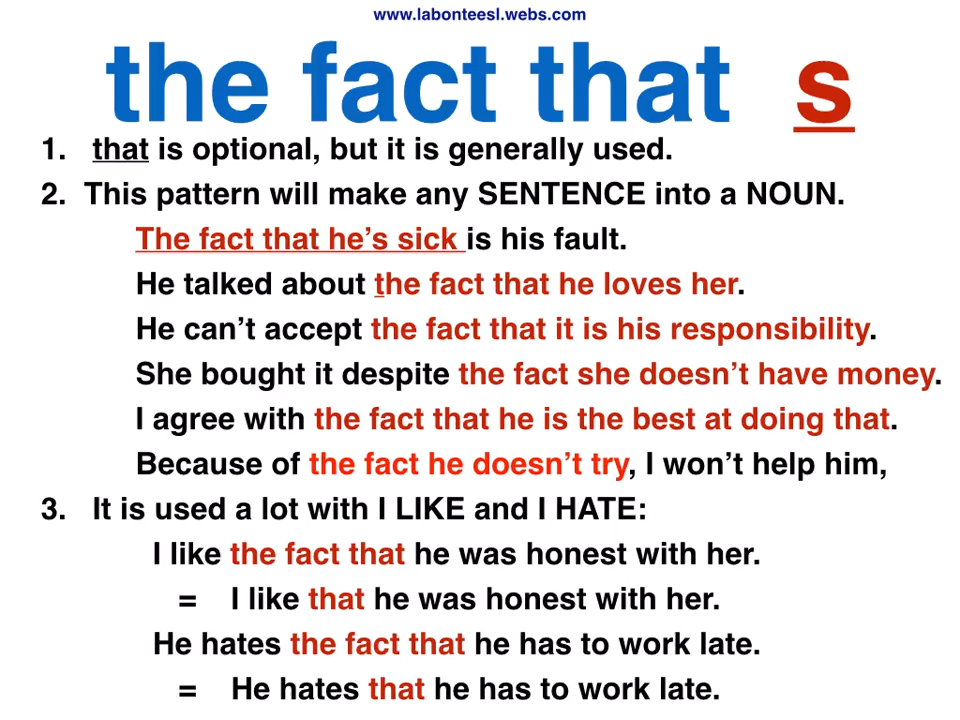 www.labonteesl.webs.com
the fact that s
1. that is optional, but it is generally used.
2. This pattern will make any SENTENCE into a NOUN.
The fact that he’s sick is his fault.
He talked about the fact that he loves her.
He can’t accept the fact that it is his responsibility.
She bought it despite the fact she doesn’t have money.
I agree with the fact that he is the best at doing that.
Because of the fact he doesn’t try, I won’t help him,
3. It is used a lot with I LIKE and I HATE:
I like the fact that he was honest with her.
= I like that he was honest with her.
He hates the fact that he has to work late.
= He hates that he has to work late.